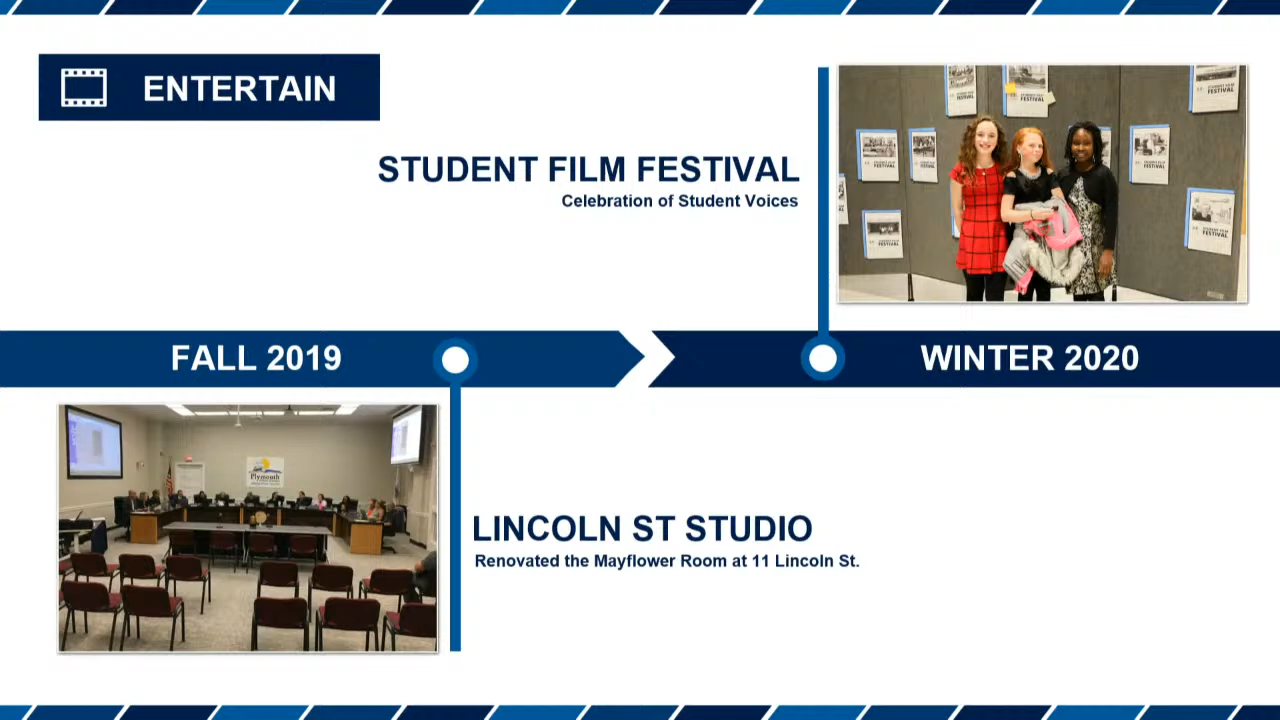 ENTERTAIN
STUDENT FILM FESTIVAL
Celebration of Student Voices
FALL 2019
WINTER 2020
Plymouth
LINCOLN ST STUDIO
Renovated the Mayflower Room at 11 Lincoln St.